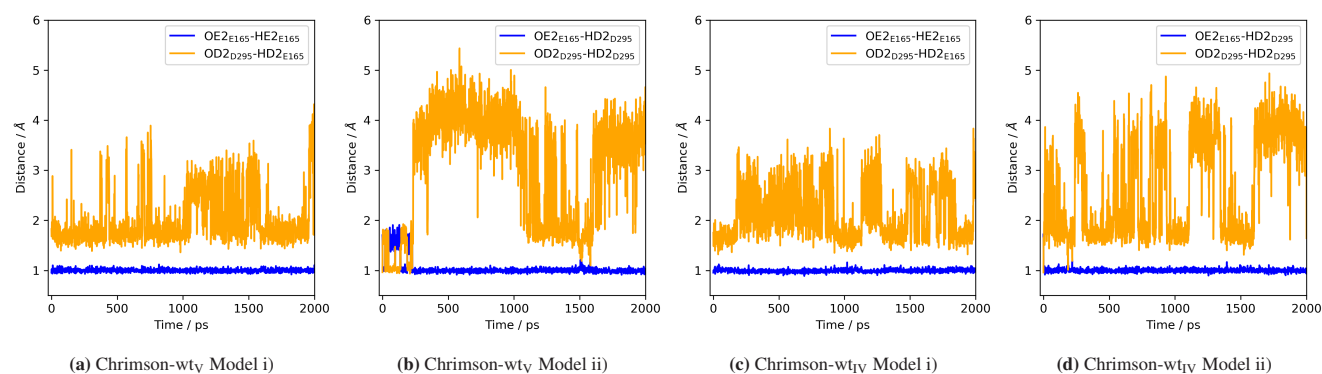 6
5
4
3
2
1
Distance / Å
0
500
1000
1500
2000
Time / ps
OE2E165-HE2E165
OD2D295-HD2E165
(a) Chrimson-wtV Model i)
6
5
4
3
2
1
Distance / Å
0
500
1000
1500
2000
Time / ps
OE2E165-HD2D295
OD2D295-HD2D295
(b) Chrimson-wtV Model ii)
6
5
4
3
2
1
Distance / Å
0
500
1000
1500
2000
Time / ps
OE2E165-HE2E165
OD2D295-HD2E165
(c) Chrimson-wtIV Model i)
6
5
4
3
2
1
Distance / Å
0
500
1000
1500
2000
Time / ps
OE2E165-HD2D295
OD2D295-HD2D295
(d) Chrimson-wtIV Model ii)